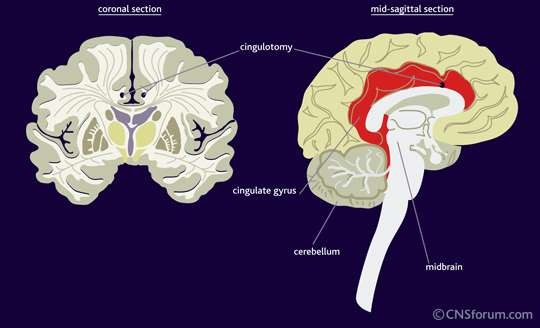 coronal section
mid-sagittal section
cingulotomy
cingulate gyrus
cerebellum
midbrain
©CNSforum.com